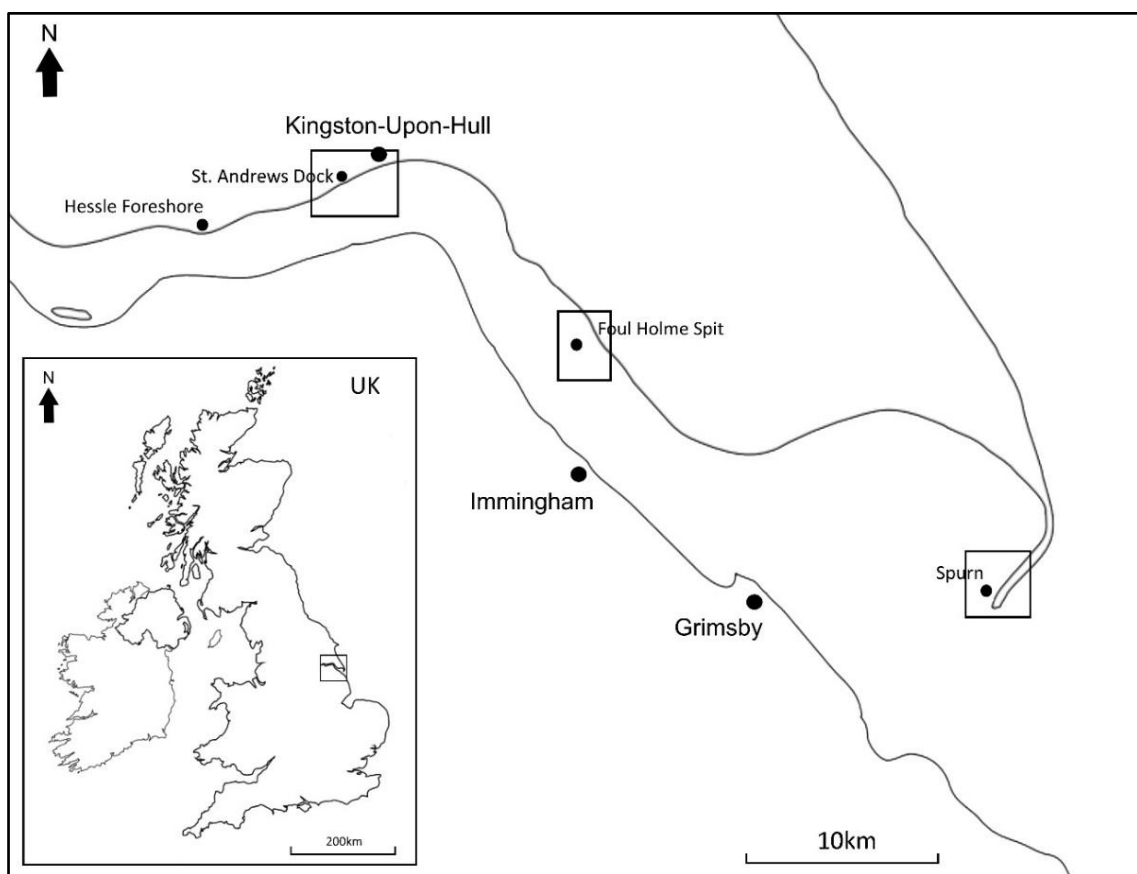 N
Kingston-Upon-Hull
St. Andrews Dock
Hessle Foreshore
Foul Holme Spit
Immingham
Spurn
Grimsby
10km
N
UK
200km